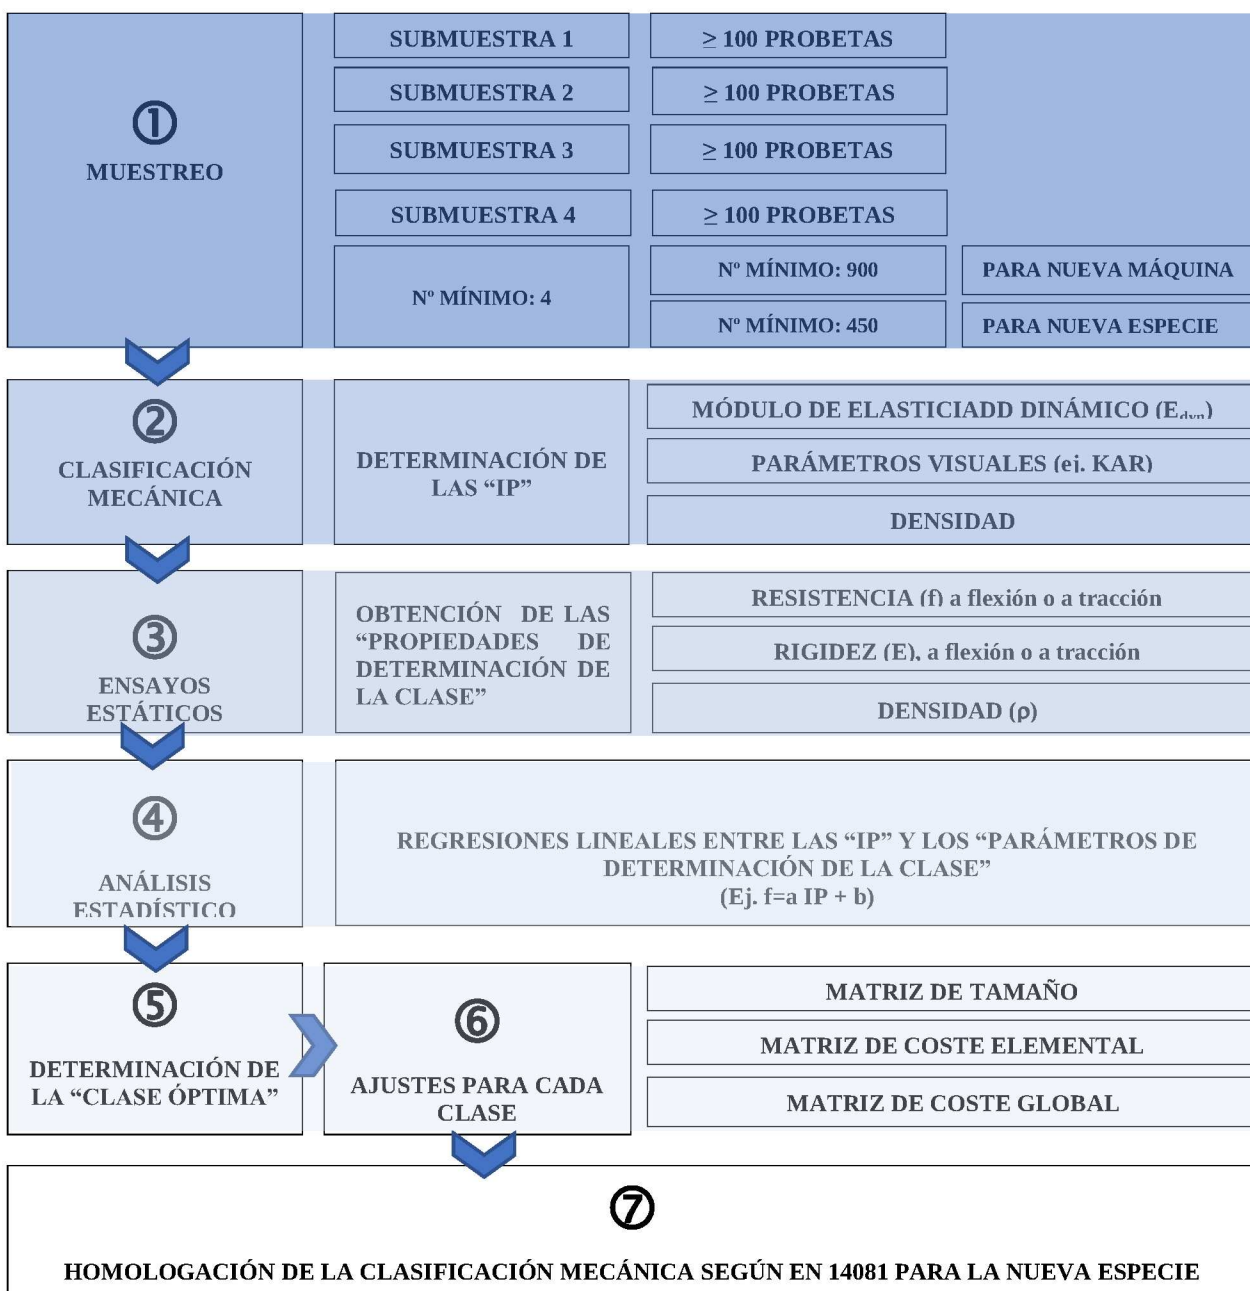 ①
MUESTREO
SUBMUESTRA 1
≥ 100 PROBETAS
SUBMUESTRA 2
≥ 100 PROBETAS
SUBMUESTRA 3
≥ 100 PROBETAS
SUBMUESTRA 4
≥ 100 PROBETAS
Nº MÍNIMO: 4
Nº MÍNIMO: 900
PARA NUEVA MÁQUINA
Nº MÍNIMO: 450
PARA NUEVA ESPECIE
②
CLASIFICACIÓN
MECÁNICA
DETERMINACIÓN DE
LAS “IP”
MÓDULO DE ELASTICIADD DINÁMICO (Edyn)
PARÁMETROS VISUALES (ej. KAR)
DENSIDAD
③
ENSAYOS
ESTÁTICOS
OBTENCIÓN DE LAS
“PROPIEDADES DE
DETERMINACIÓN DE
LA CLASE”
RESISTENCIA (f) a flexión o a tracción
RIGIDEZ (E), a flexión o a tracción
DENSIDAD (ρ)
④
ANÁLISIS
ESTADÍSTICO
REGRESIONES LINEALES ENTRE LAS “IP” Y LOS “PARÁMETROS DE
DETERMINACIÓN DE LA CLASE”
(Ej. f=a IP + b)
⑤
DETERMINACIÓN DE
LA “CLASE ÓPTIMA”
⑥
AJUSTES PARA CADA
CLASE
MATRIZ DE TAMAÑO
MATRIZ DE COSTE ELEMENTAL
MATRIZ DE COSTE GLOBAL
⑦
HOMOLOGACIÓN DE LA CLASIFICACIÓN MECÁNICA SEGÚN EN 14081 PARA LA NUEVA ESPECIE